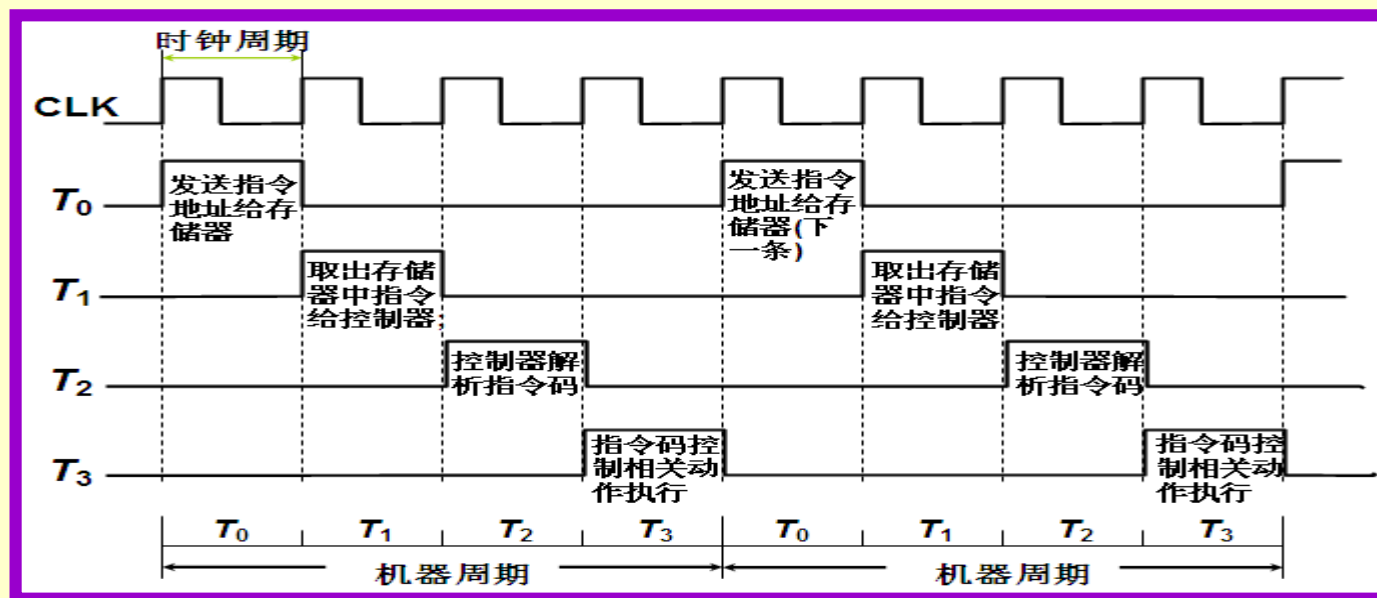 时钟周期
CLK
T0
发送指令
地址给存
储器
发送指令
地址给存
储器(下
一条)
T1
取出存储
器中指令
给控制器;
取出存储
器中指令
给控制器
T2
控制器解
析指令码
控制器解
析指令码
T3
指令码控
制相关动
作执行
指令码控
制相关动
作执行
T0 T1 T2 T3 T0 T1 T2 T3
机器周期 机器周期